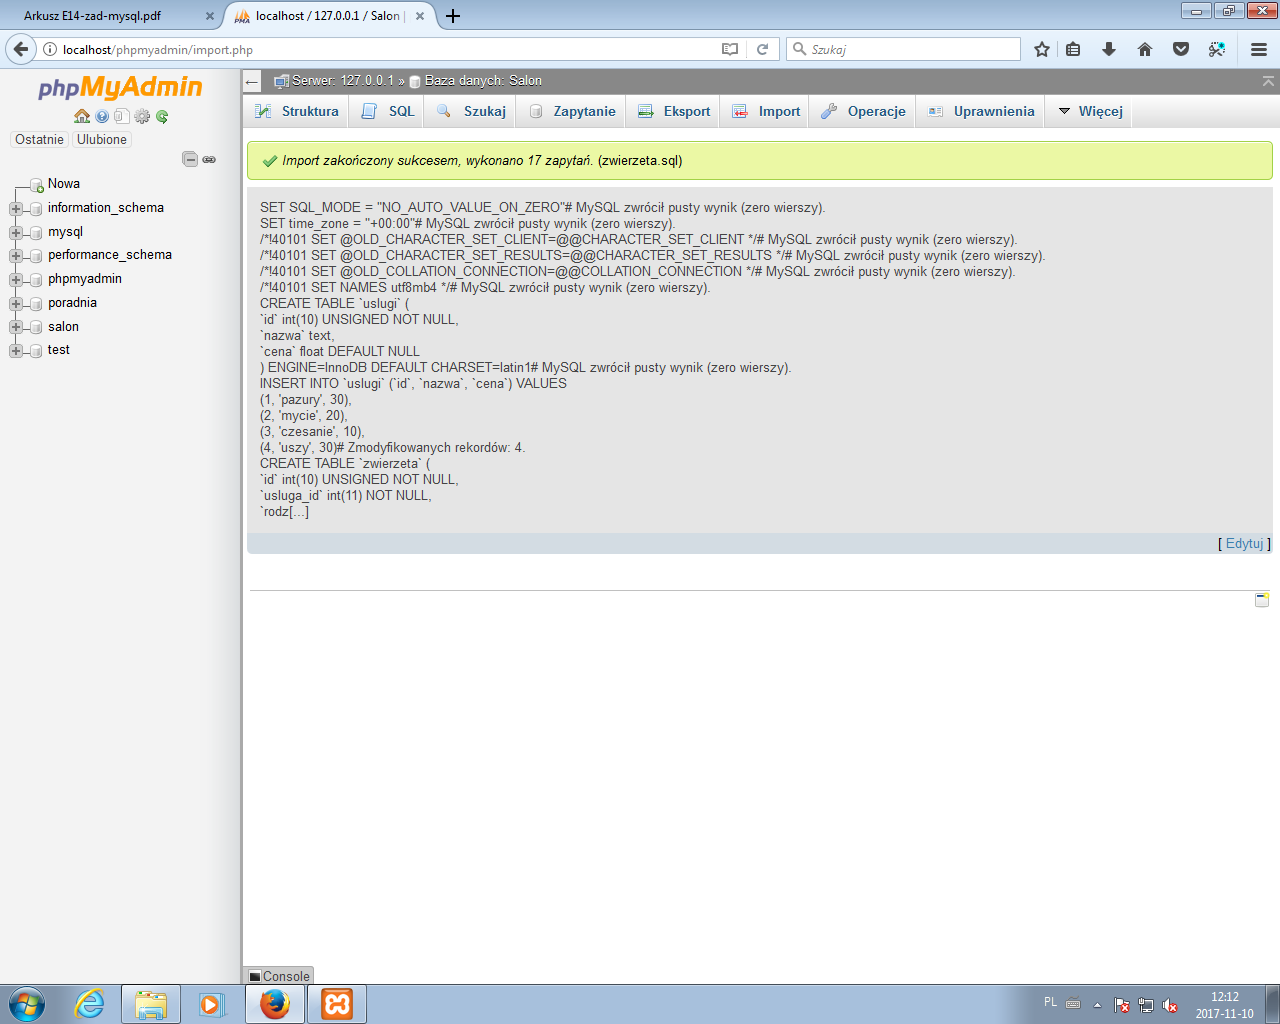 Arkusz E14-zad-mysql.pdf
localhost / 127.0.0.1 / Salon |
localhost/phpmyadmin/import.php
Szukaj
phpMyAdmin
Ostatnie Ulubione
Nowa
information_schema
mysql
performance_schema
phpmyadmin
poradnia
salon
test
Serwer: 127.0.0.1 » Baza danych: Salon
Struktura SQL Szukaj Zapytanie Eksport Import Operacje Uprawnienia Więcej
Import zakończony sukcesem, wykonano 17 zapytań. (zwierzeta.sql)
SET SQL_MODE = "NO_AUTO_VALUE_ON_ZERO"# MySQL zwrócił pusty wynik (zero wierszy).
SET time_zone = "+00:00"# MySQL zwrócił pusty wynik (zero wierszy).
/*!40101 SET @OLD_CHARACTER_SET_CLIENT=@@CHARACTER_SET_CLIENT */# MySQL zwrócił pusty wynik (zero wierszy).
/*!40101 SET @OLD_CHARACTER_SET_RESULTS=@@CHARACTER_SET_RESULTS */# MySQL zwrócił pusty wynik (zero wierszy).
/*!40101 SET @OLD_COLLATION_CONNECTION=@@COLLATION_CONNECTION */# MySQL zwrócił pusty wynik (zero wierszy).
/*!40101 SET NAMES utf8mb4 */# MySQL zwrócił pusty wynik (zero wierszy).
CREATE TABLE `uslugi` (
`id` int(10) UNSIGNED NOT NULL,
`nazwa` text,
`cena` float DEFAULT NULL
) ENGINE=InnoDB DEFAULT CHARSET=latin1# MySQL zwrócił pusty wynik (zero wierszy).
INSERT INTO `uslugi` (`id`, `nazwa`, `cena`) VALUES
(1, 'pazury', 30),
(2, 'mycie', 20),
(3, 'czesanie', 10),
(4, 'uszy', 30)# Zmodyfikowanych rekordów: 4.
CREATE TABLE `zwierzeta` (
`id` int(10) UNSIGNED NOT NULL,
`usluga_id` int(11) NOT NULL,
`rodz[...]
[ Edytuj ]
Console
PL
12:12
2017-11-10